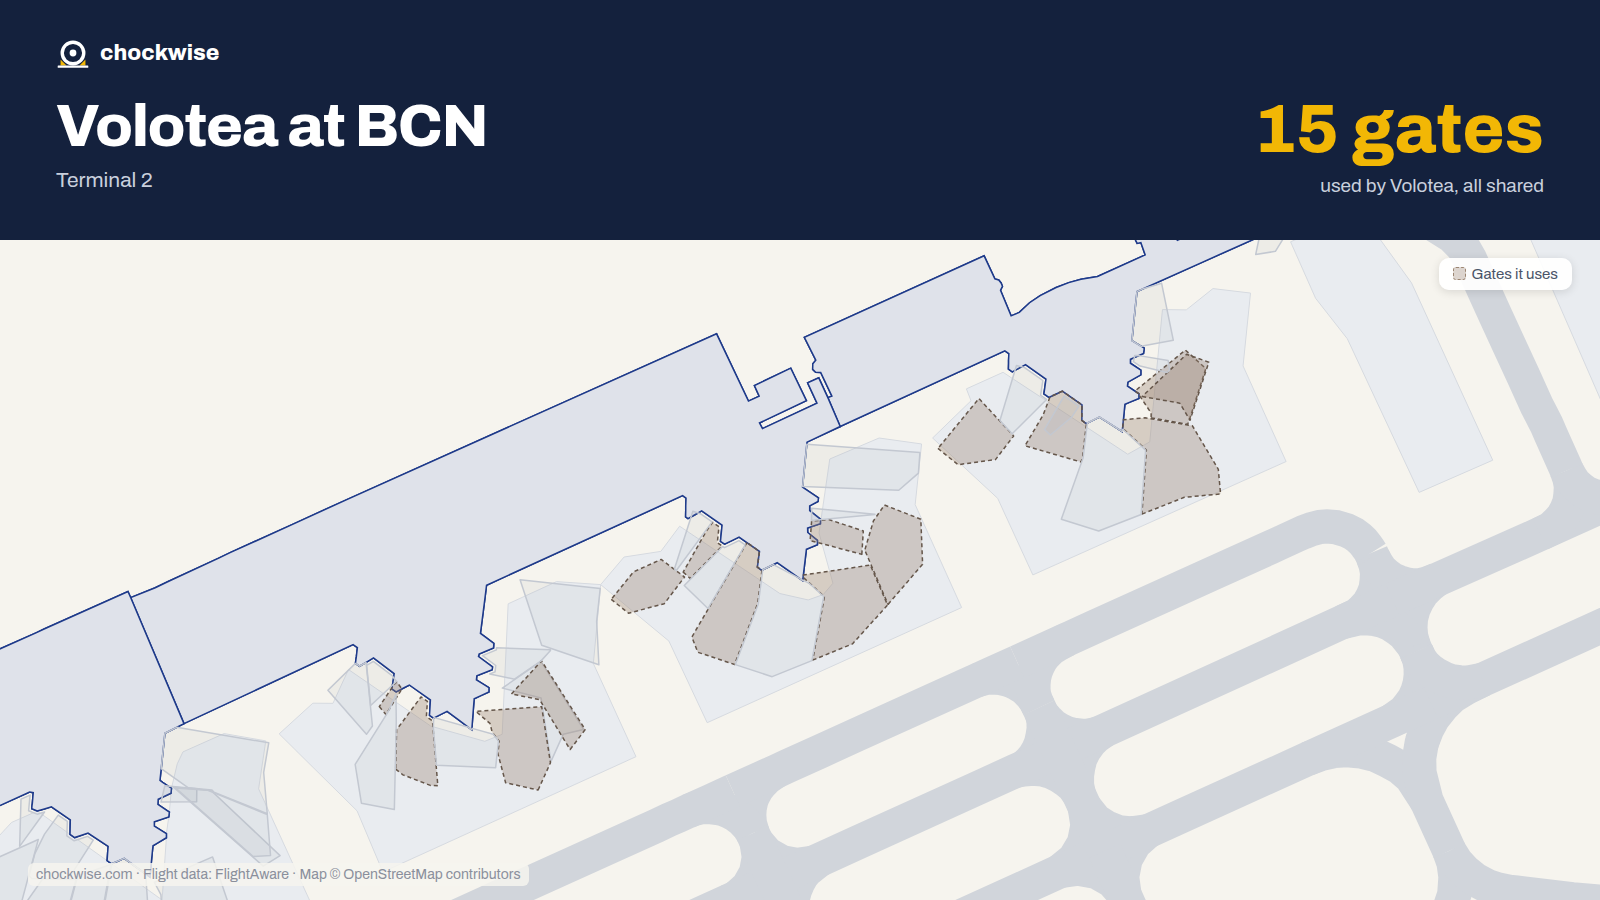 chockwise
Volotea at BCN
Terminal 2
15 gates
used by Volotea, all shared
Gates it uses
chockwise.com · Flight data: FlightAware · Map © OpenStreetMap contributors